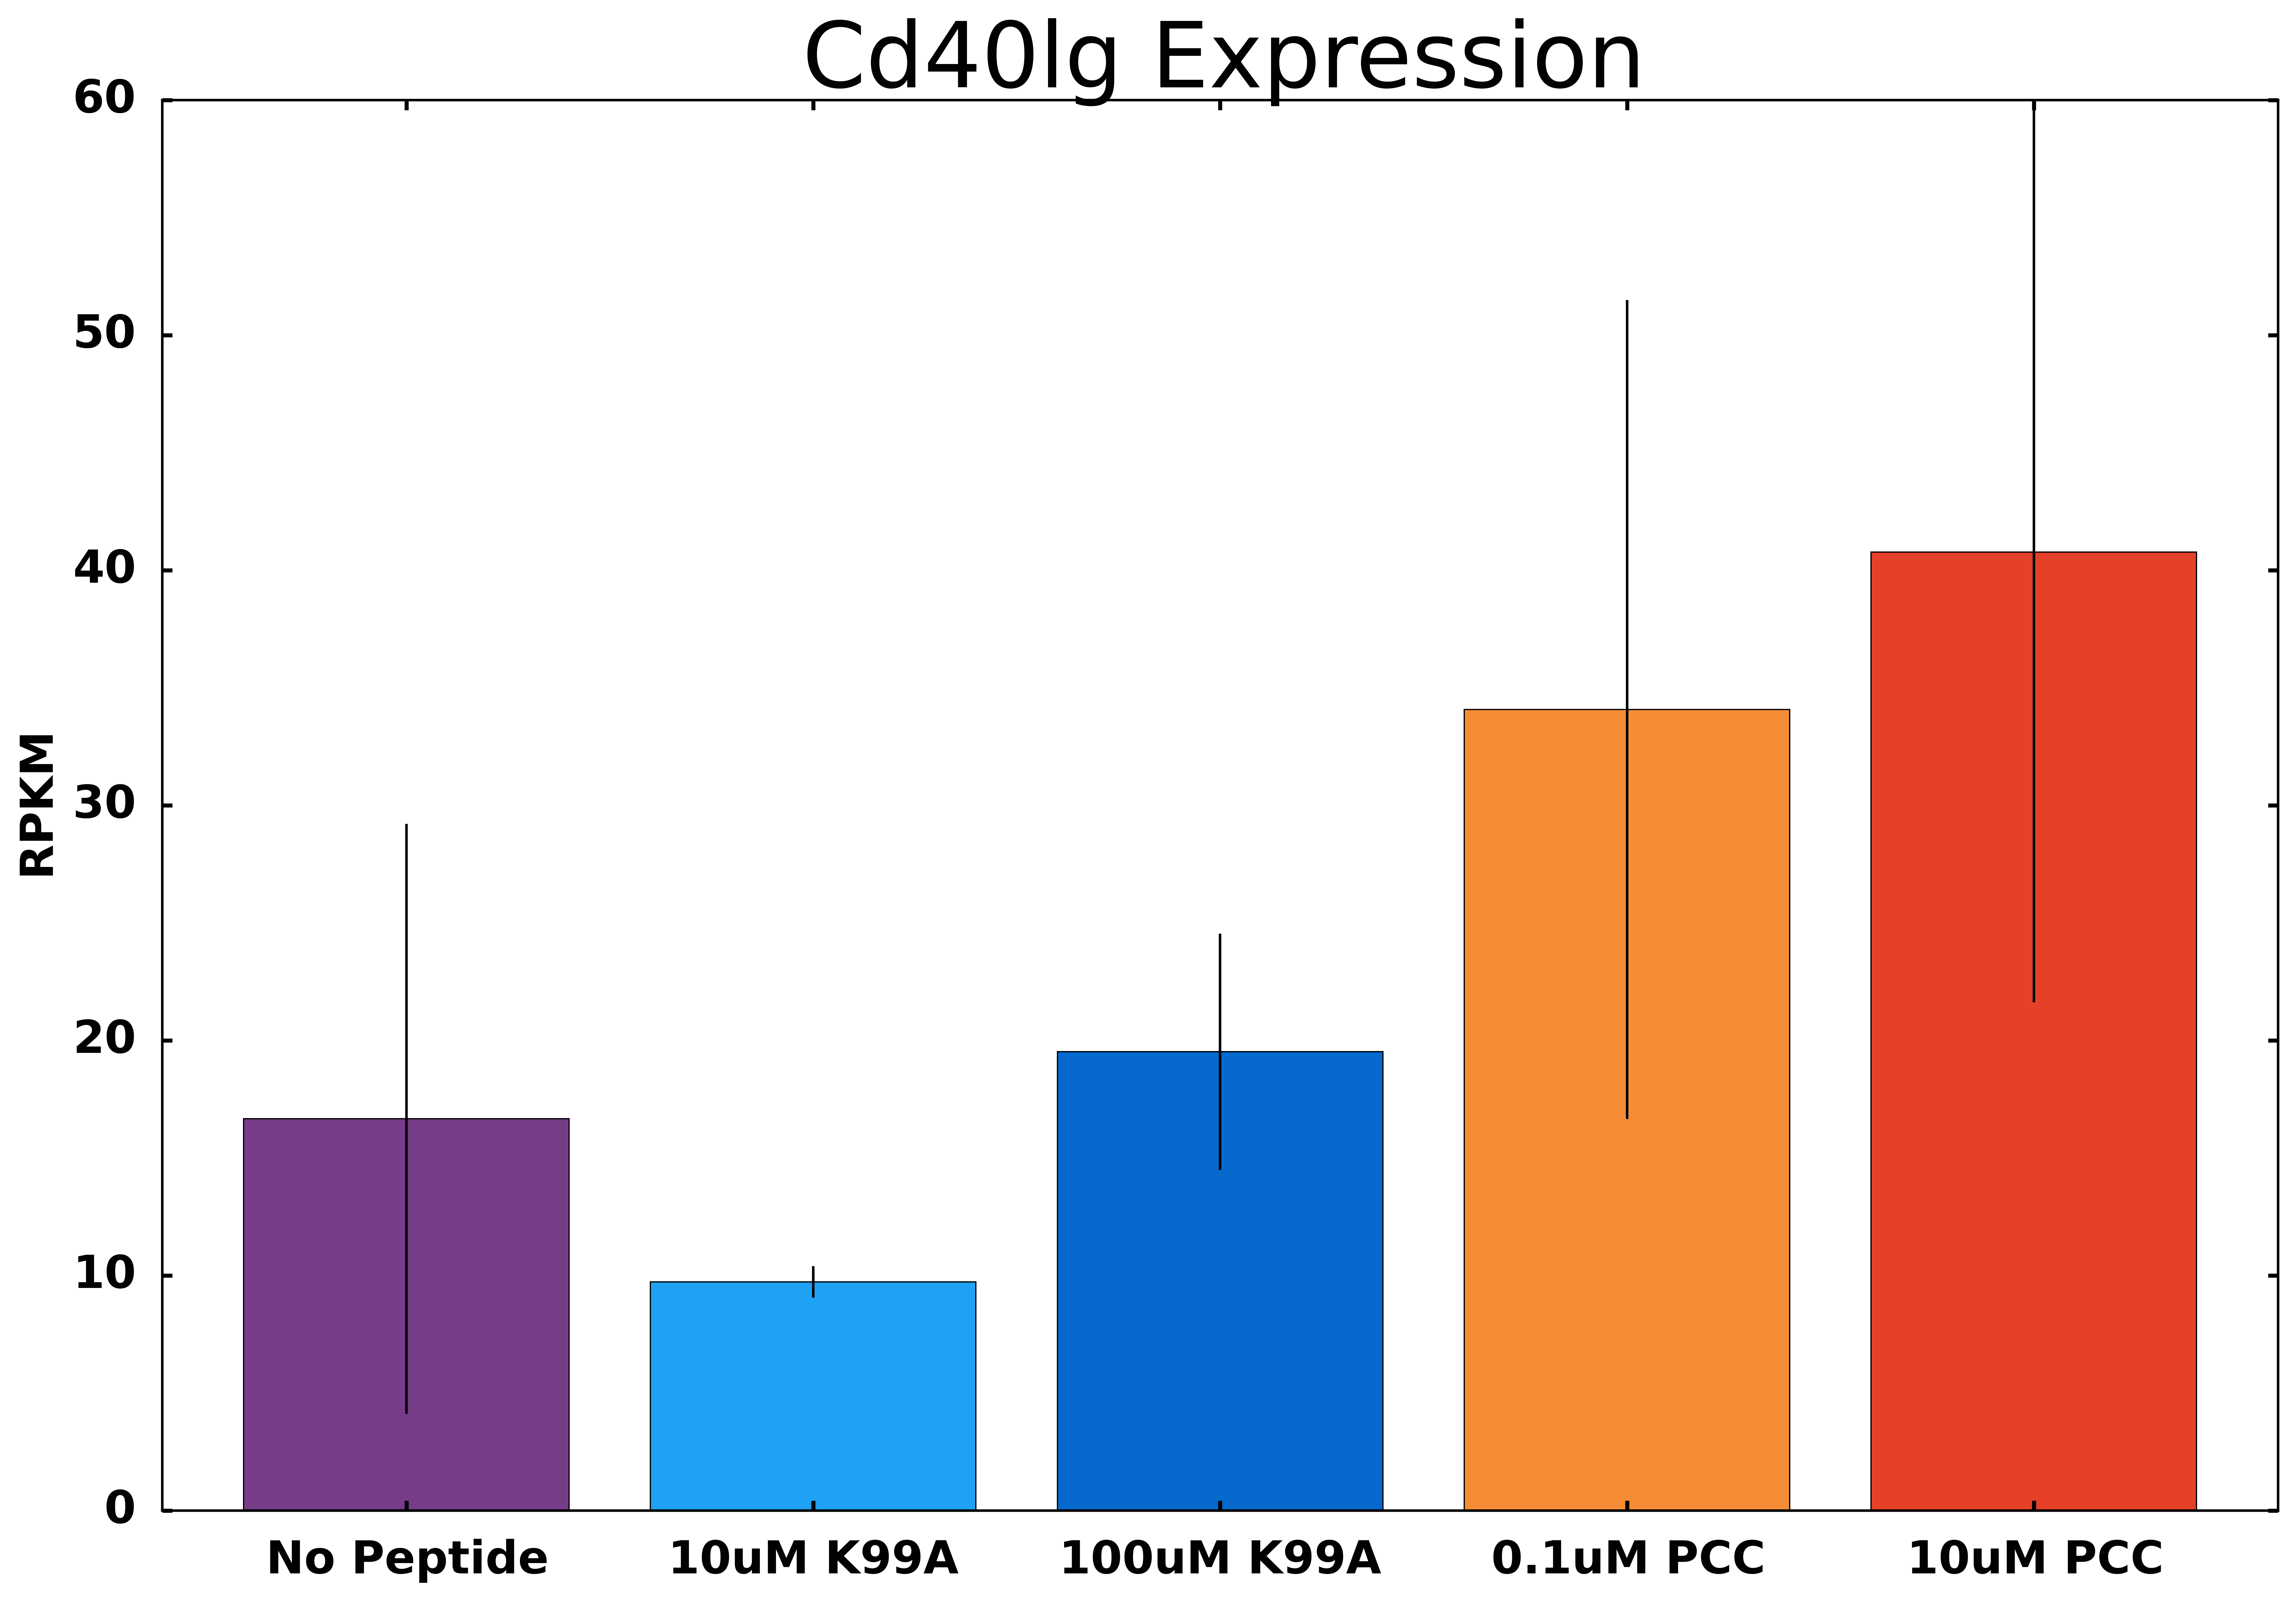 Cd40lg Expression
60
50
40
30
20
10
0
RPKM
No Peptide
10uM K99A
100uM K99A
0.1uM PCC
10uM PCC